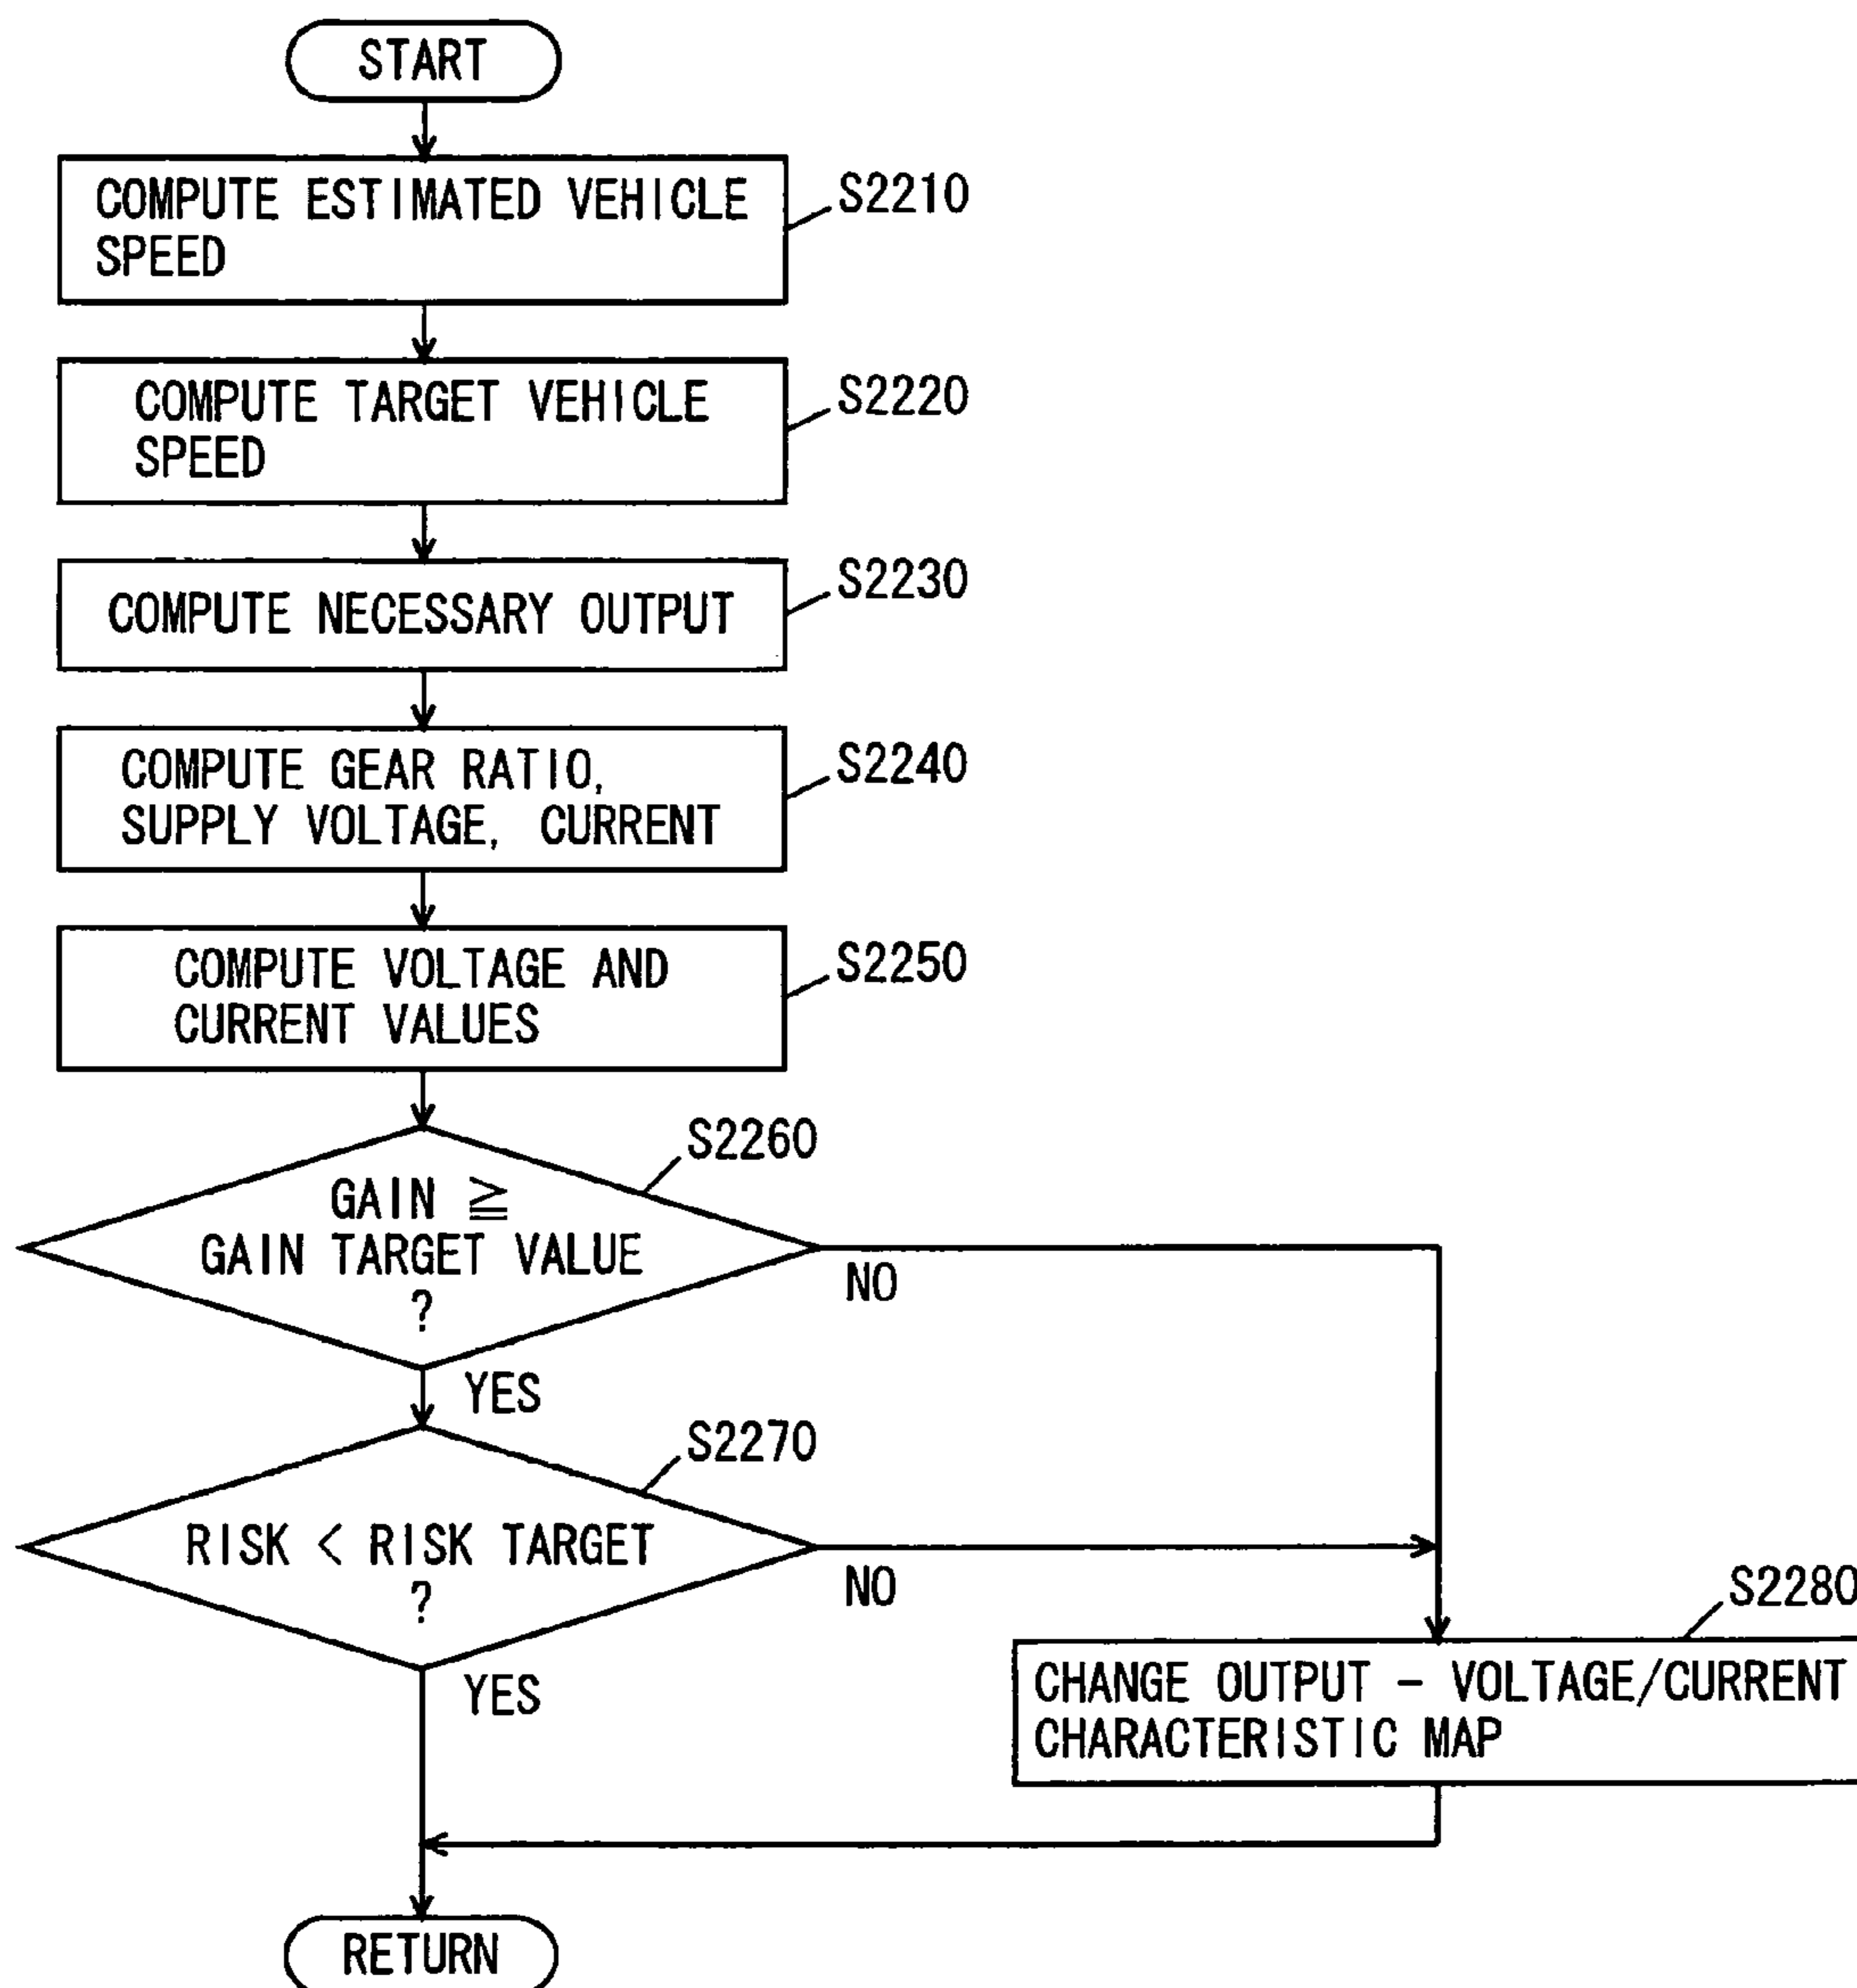 START
COMPUTE ESTIMATED VEHICLE
SPEED
S2210
COMPUTE TARGET VEHICLE
SPEED
S2220
COMPUTE NECESSARY OUTPUT
S2230
COMPUTE GEAR RATIO,
SUPPLY VOLTAGE, CURRENT
S2240
COMPUTE VOLTAGE AND
CURRENT VALUES
S2250
S2260
GAIN ≧
GAIN TARGET VALUE
?
NO
YES
S2270
RISK < RISK TARGET
?
NO
YES
S2280
CHANGE OUTPUT - VOLTAGE/CURRENT
CHARACTERISTIC MAP
RETURN